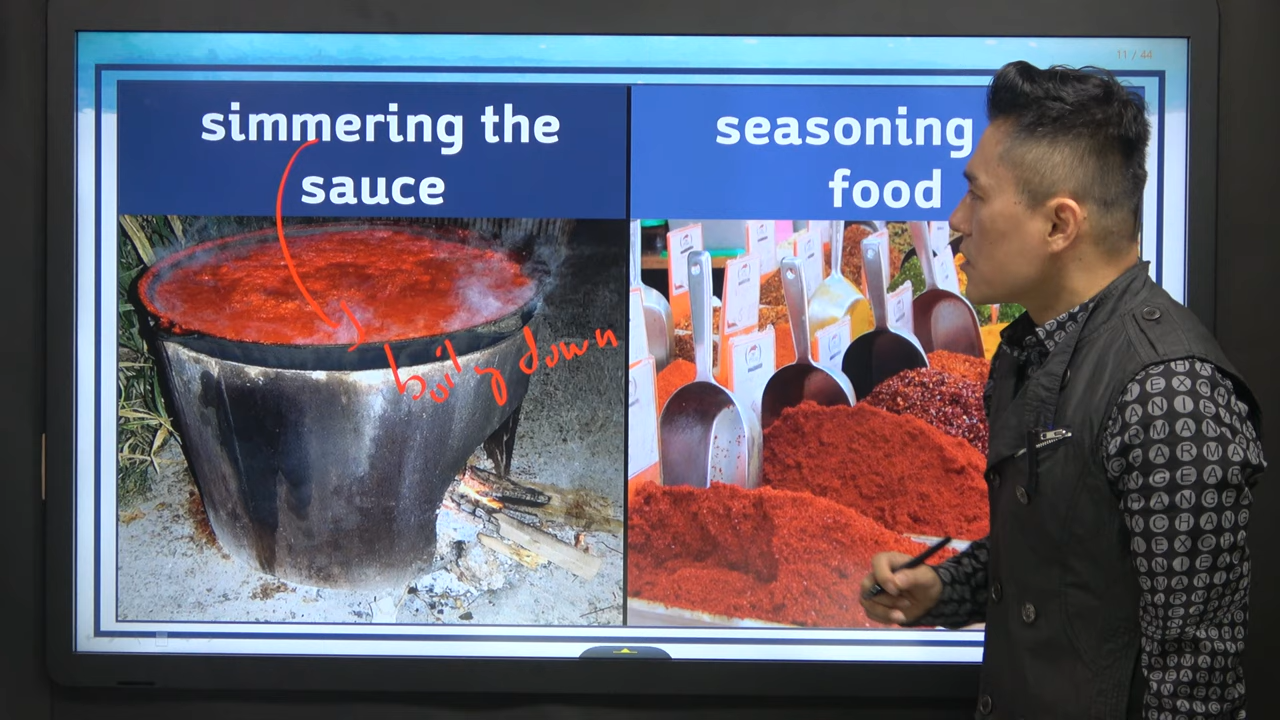 11 / 44
simmering the
sauce
seasoning
food
boil down